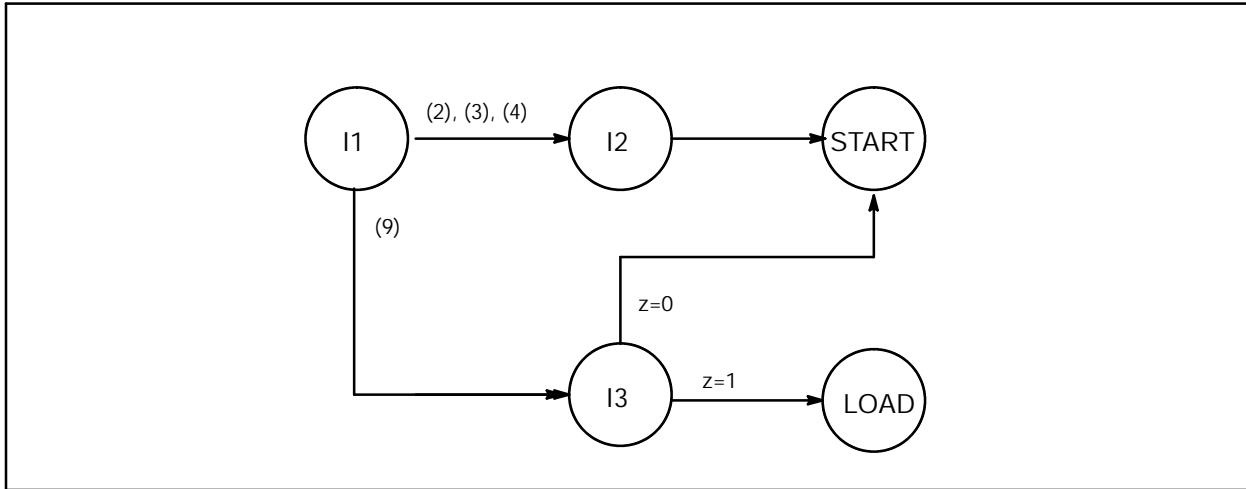 (2), (3), (4)
I1
I2
START
(9)
z=0
z=1
I3
LOAD